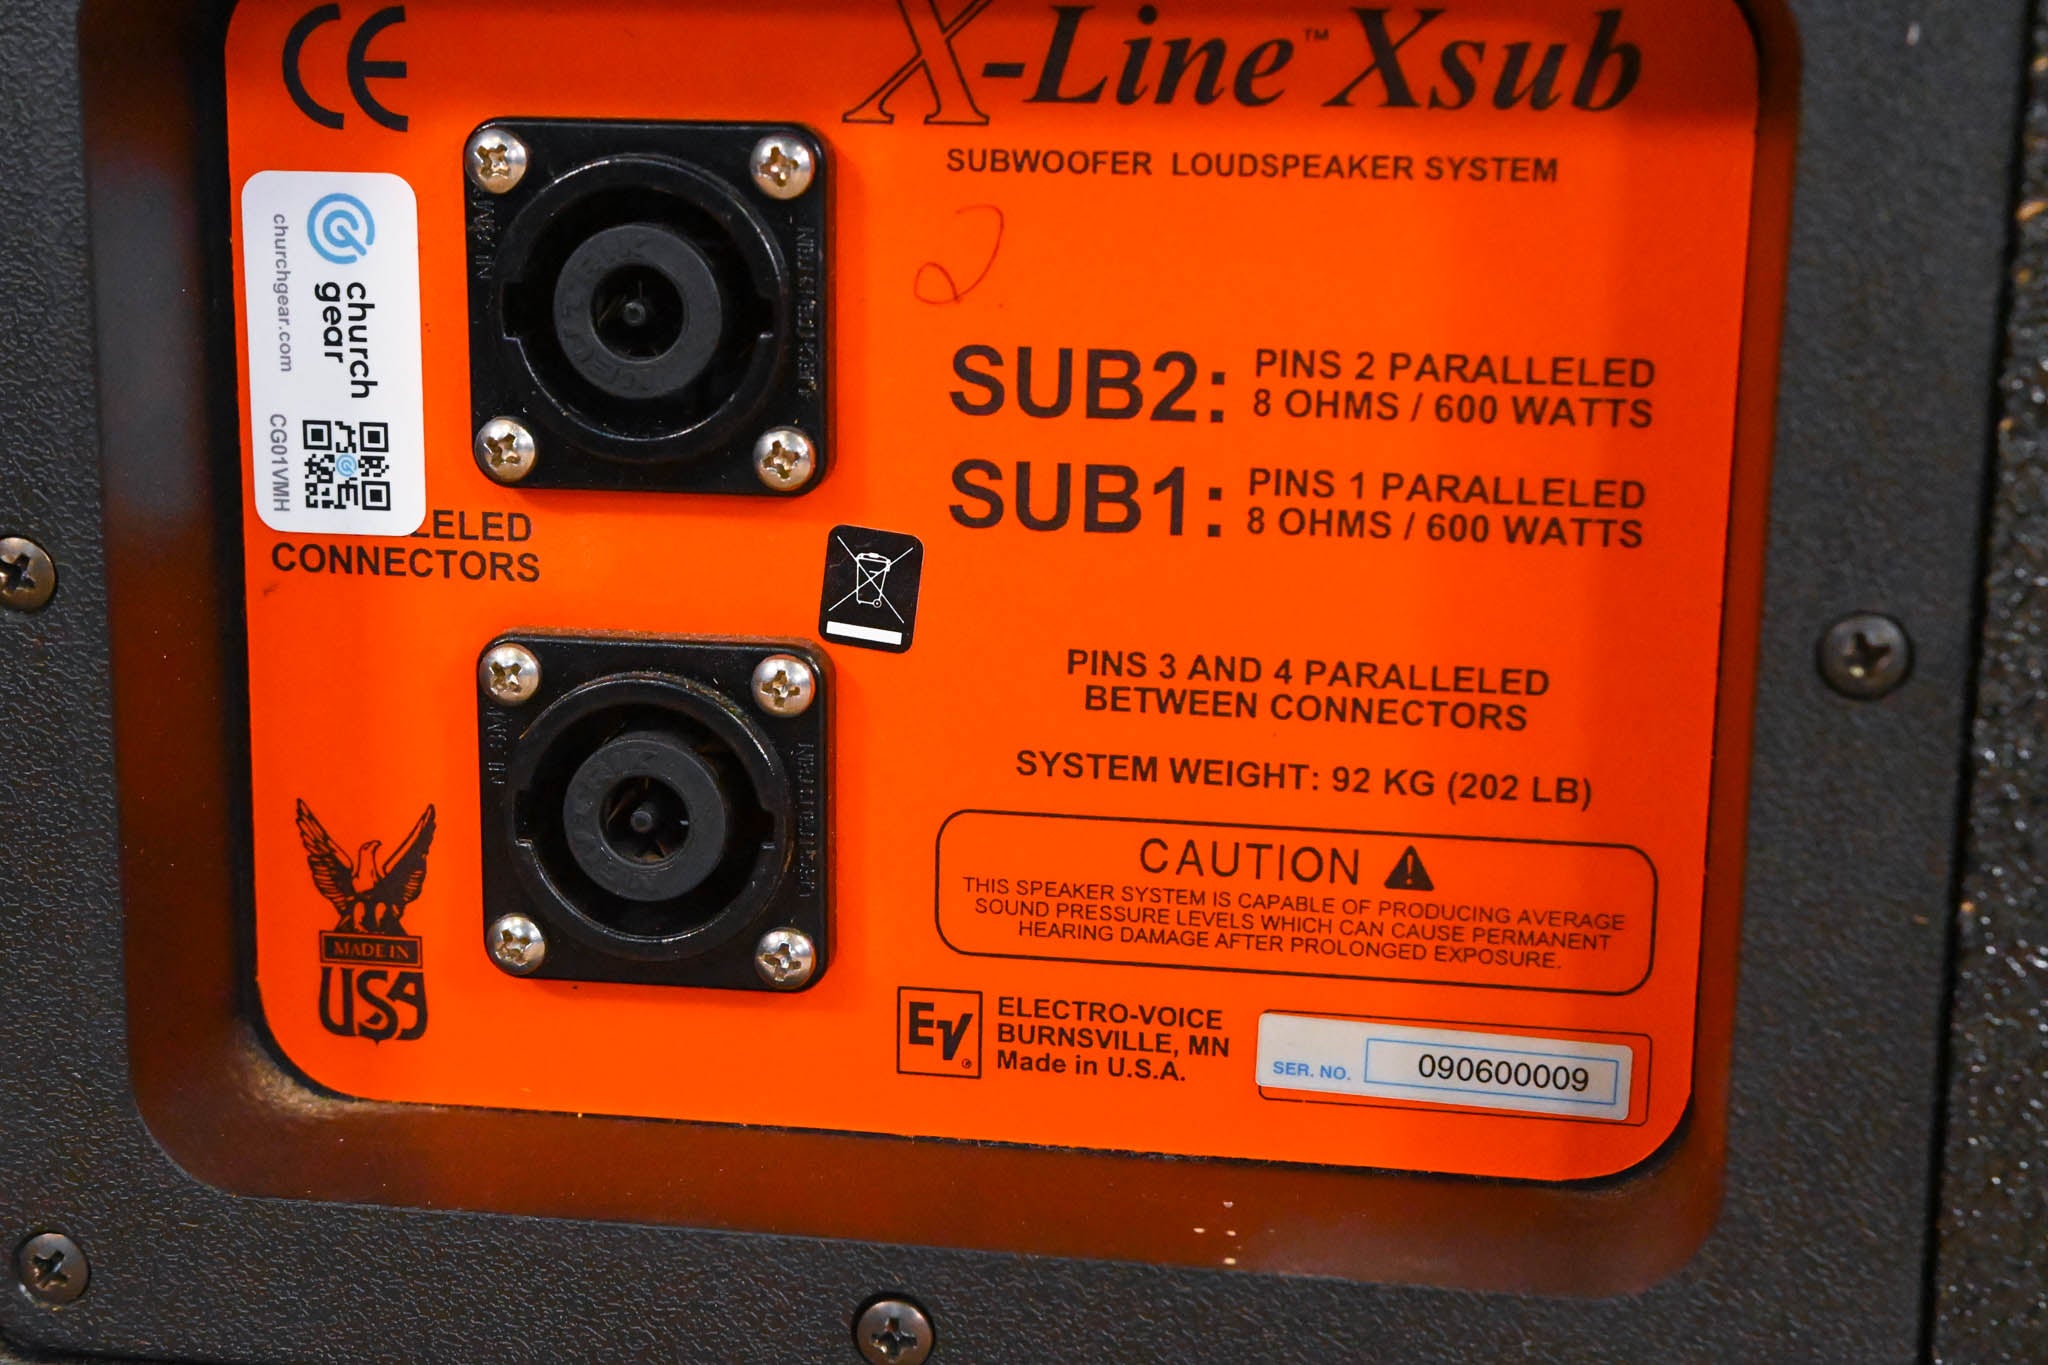 CE
X-Line™ Xsub
SUBWOOFER LOUDSPEAKER SYSTEM
2
church
gear
churchgear.com
CG01VMH
SUB2: PINS 2 PARALLELED
8 OHMS / 600 WATTS
SUB1: PINS 1 PARALLELED
8 OHMS / 600 WATTS
LELED
CONNECTORS
PINS 3 AND 4 PARALLELED
BETWEEN CONNECTORS
SYSTEM WEIGHT: 92 KG (202 LB)
CAUTION
THIS SPEAKER SYSTEM IS CAPABLE OF PRODUCING AVERAGE
SOUND PRESSURE LEVELS WHICH CAN CAUSE PERMANENT
HEARING DAMAGE AFTER PROLONGED EXPOSURE.
MADE IN
USA
EV®
ELECTRO-VOICE
BURNSVILLE, MN
Made in U.S.A.
SER. NO. 090600009